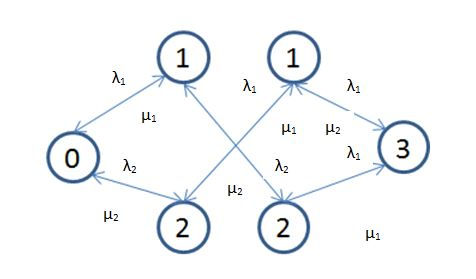 1 1
λ₁ λ₁ λ₁
μ₁ μ₁ μ₂
0 λ₂ λ₂ λ₁ 3
μ₂ μ₂
2 2 μ₁